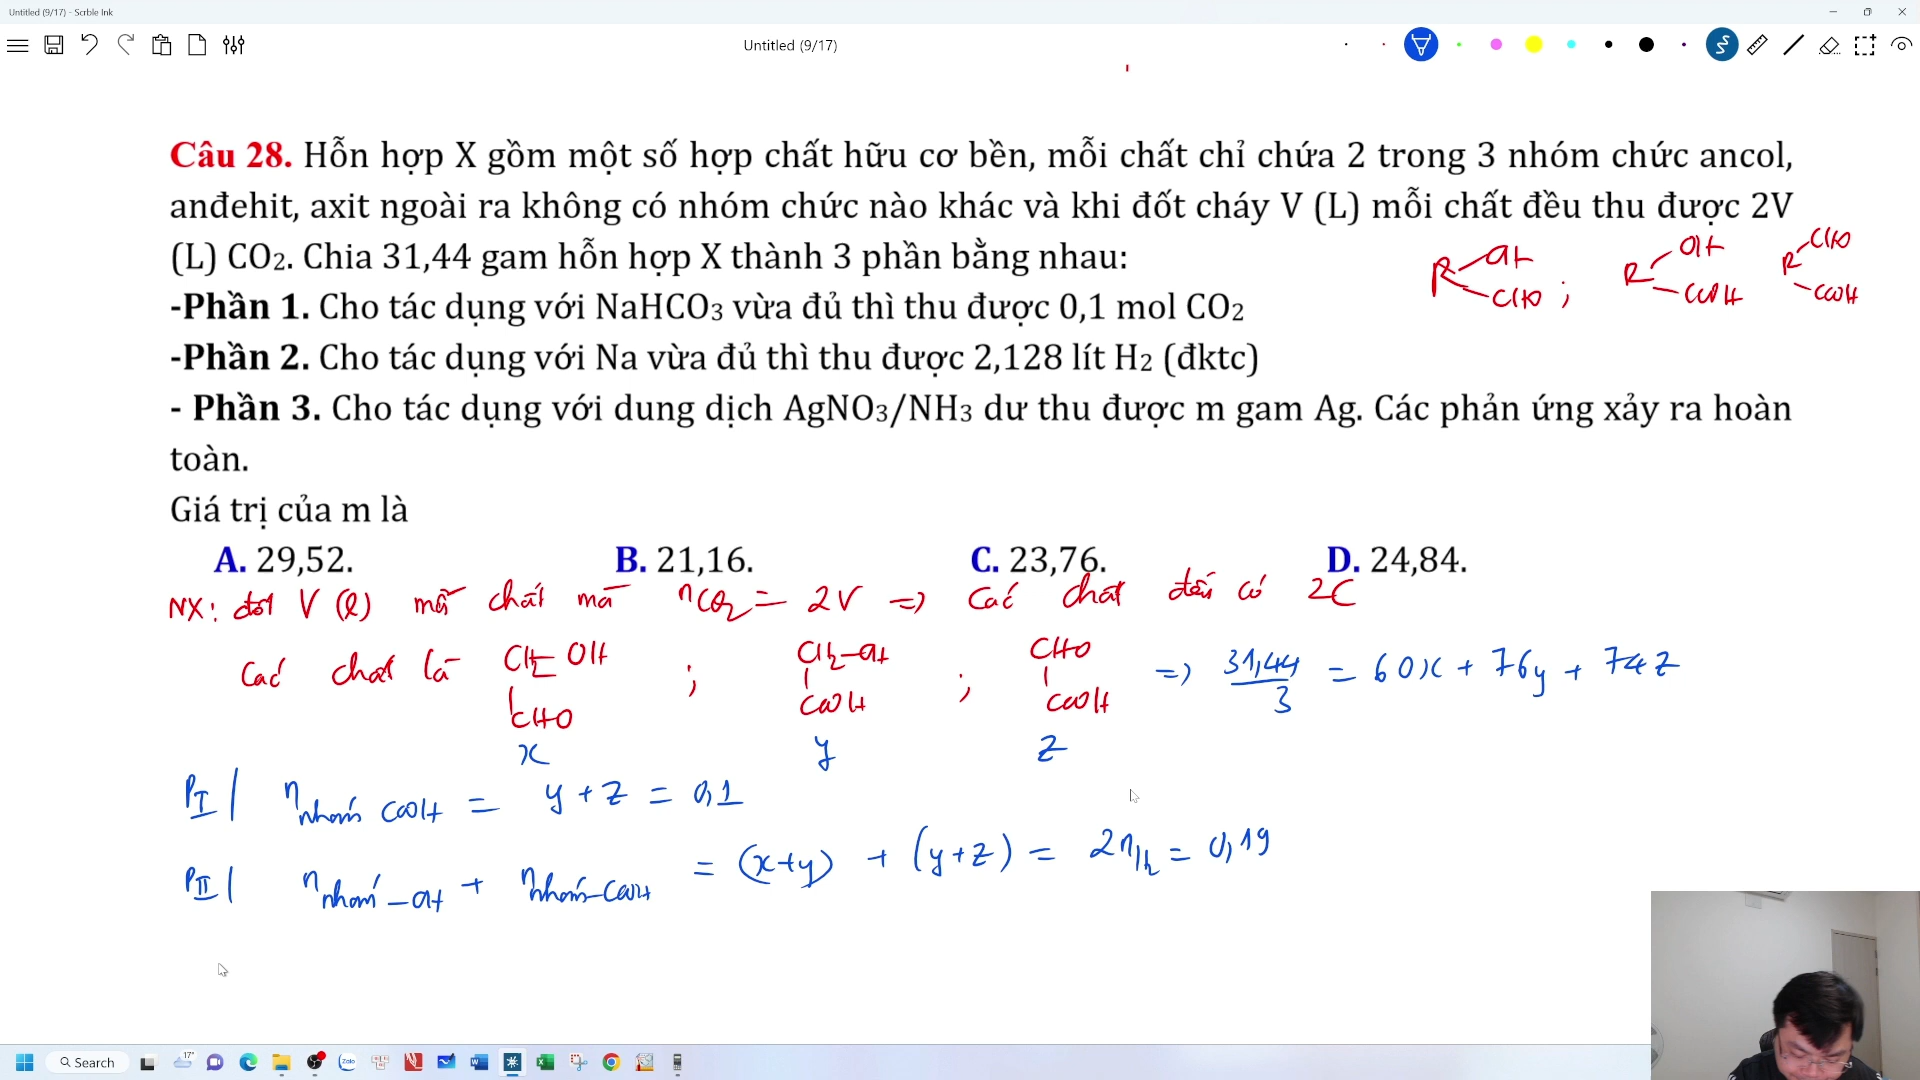 Untitled (9/17) - Scrble Ink
Untitled (9/17)
Câu 28. Hỗn hợp X gồm một số hợp chất hữu cơ bền, mỗi chất chỉ chứa 2 trong 3 nhóm chức ancol,
anđehit, axit ngoài ra không có nhóm chức nào khác và khi đốt cháy V (L) mỗi chất đều thu được 2V
(L) CO2. Chia 31,44 gam hỗn hợp X thành 3 phần bằng nhau:
R OH CHO ; R OH COOH R CHO COOH
-Phần 1. Cho tác dụng với NaHCO3 vừa đủ thì thu được 0,1 mol CO2
-Phần 2. Cho tác dụng với Na vừa đủ thì thu được 2,128 lít H2 (đktc)
- Phần 3. Cho tác dụng với dung dịch AgNO3/NH3 dư thu được m gam Ag. Các phản ứng xảy ra hoàn
toàn.
Giá trị của m là
A. 29,52. B. 21,16. C. 23,76. D. 24,84.
NX: đốt V (l) mỗi chất mà nCO2 = 2V => Các chất đều có 2C
Các chất là CH2-OH ; CH2-OH ; CHO => 31,44/3 = 60x + 76y + 74z
CHO COOH COOH
x y z
PI | n nhóm COOH = y + z = 0,1
PII | n nhóm -OH + n nhóm -COOH = (x+y) + (y+z) = 2nH2 = 0,19
17°
Search
Zalo